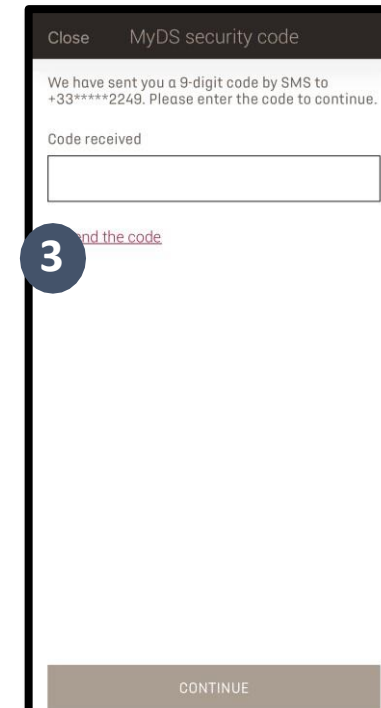 Close MyDS security code
We have sent you a 9-digit code by SMS to
+33*****2249. Please enter the code to continue.
Code received
3
the code
CONTINUE